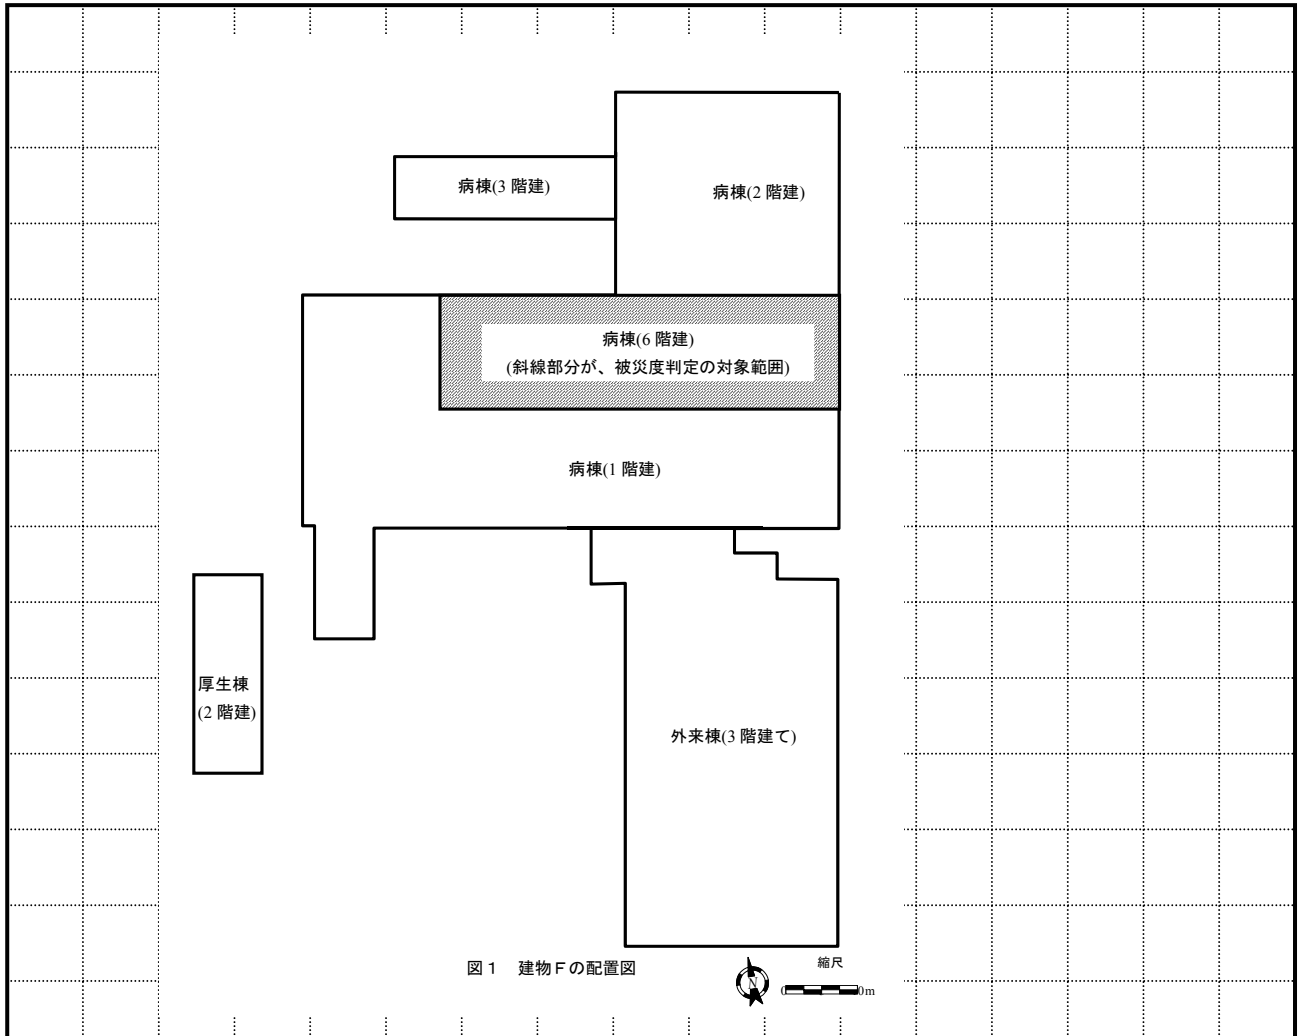 病棟(3 階建)
病棟(2 階建)
病棟(6 階建)
(斜線部分が、被災度判定の対象範囲)
病棟(1 階建)
厚生棟
(2 階建)
外来棟(3 階建て)
図1 建物Fの配置図
N
縮尺
0m